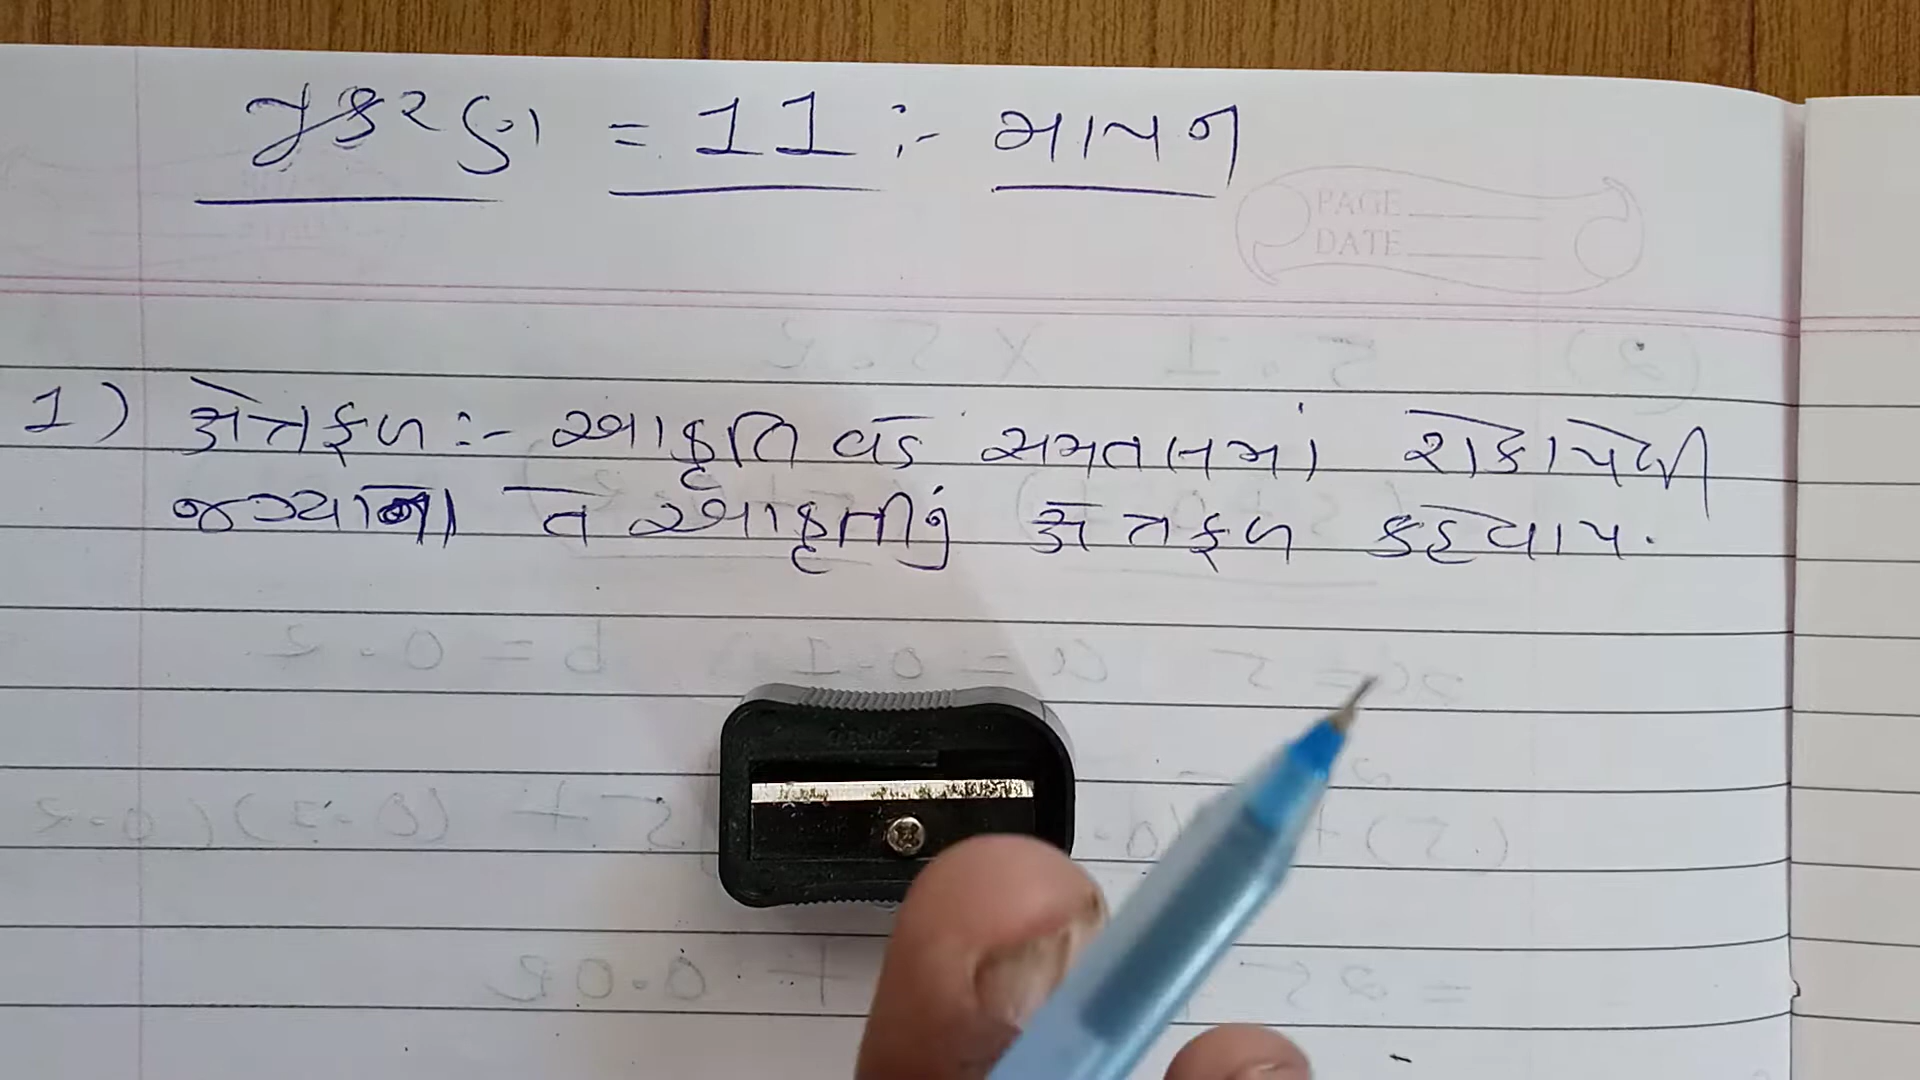 પ્રકરણ = 11 :- માપન
PAGE
DATE
1) ક્ષેત્રફળ :- આકૃતિ વડે સમતલમાં રોકાયેલી
જગ્યાને તે આકૃતીનું ક્ષેત્રફળ કહેવાય.